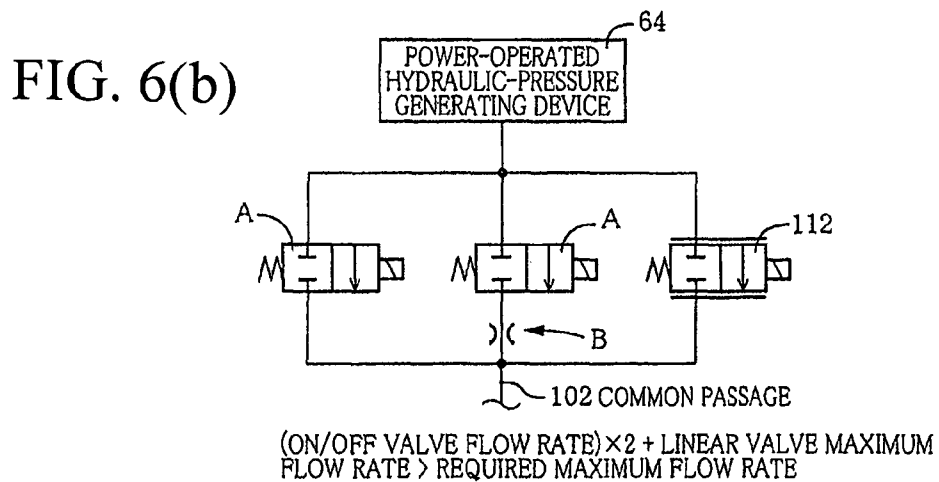 FIG. 6(b)
64
POWER-OPERATED
HYDRAULIC-PRESSURE
GENERATING DEVICE
A
A
112
B
102 COMMON PASSAGE
(ON/OFF VALVE FLOW RATE)×2 + LINEAR VALVE MAXIMUM
FLOW RATE > REQUIRED MAXIMUM FLOW RATE